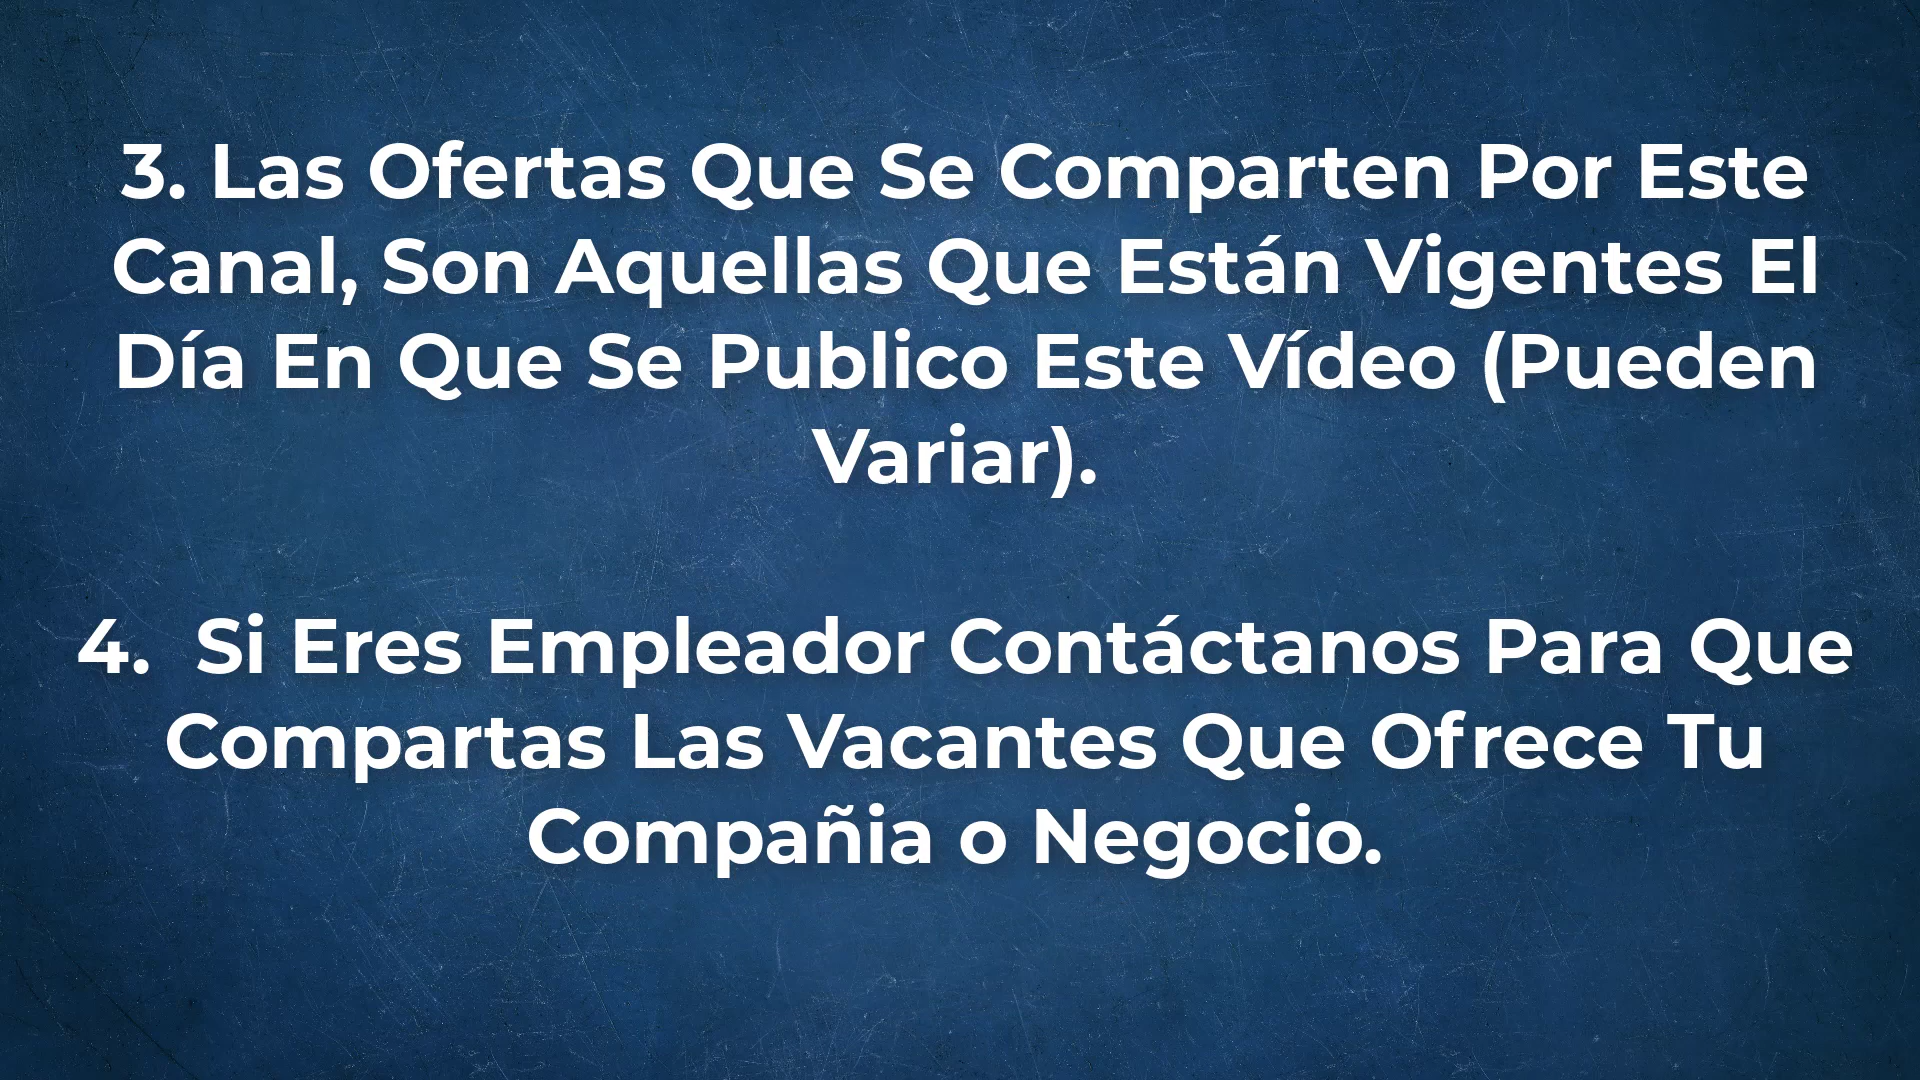 3. Las Ofertas Que Se Comparten Por Este
Canal, Son Aquellas Que Están Vigentes El
Día En Que Se Publico Este Vídeo (Pueden
Variar).
4.  Si Eres Empleador Contáctanos Para Que
Compartas Las Vacantes Que Ofrece Tu
Compañia o Negocio.